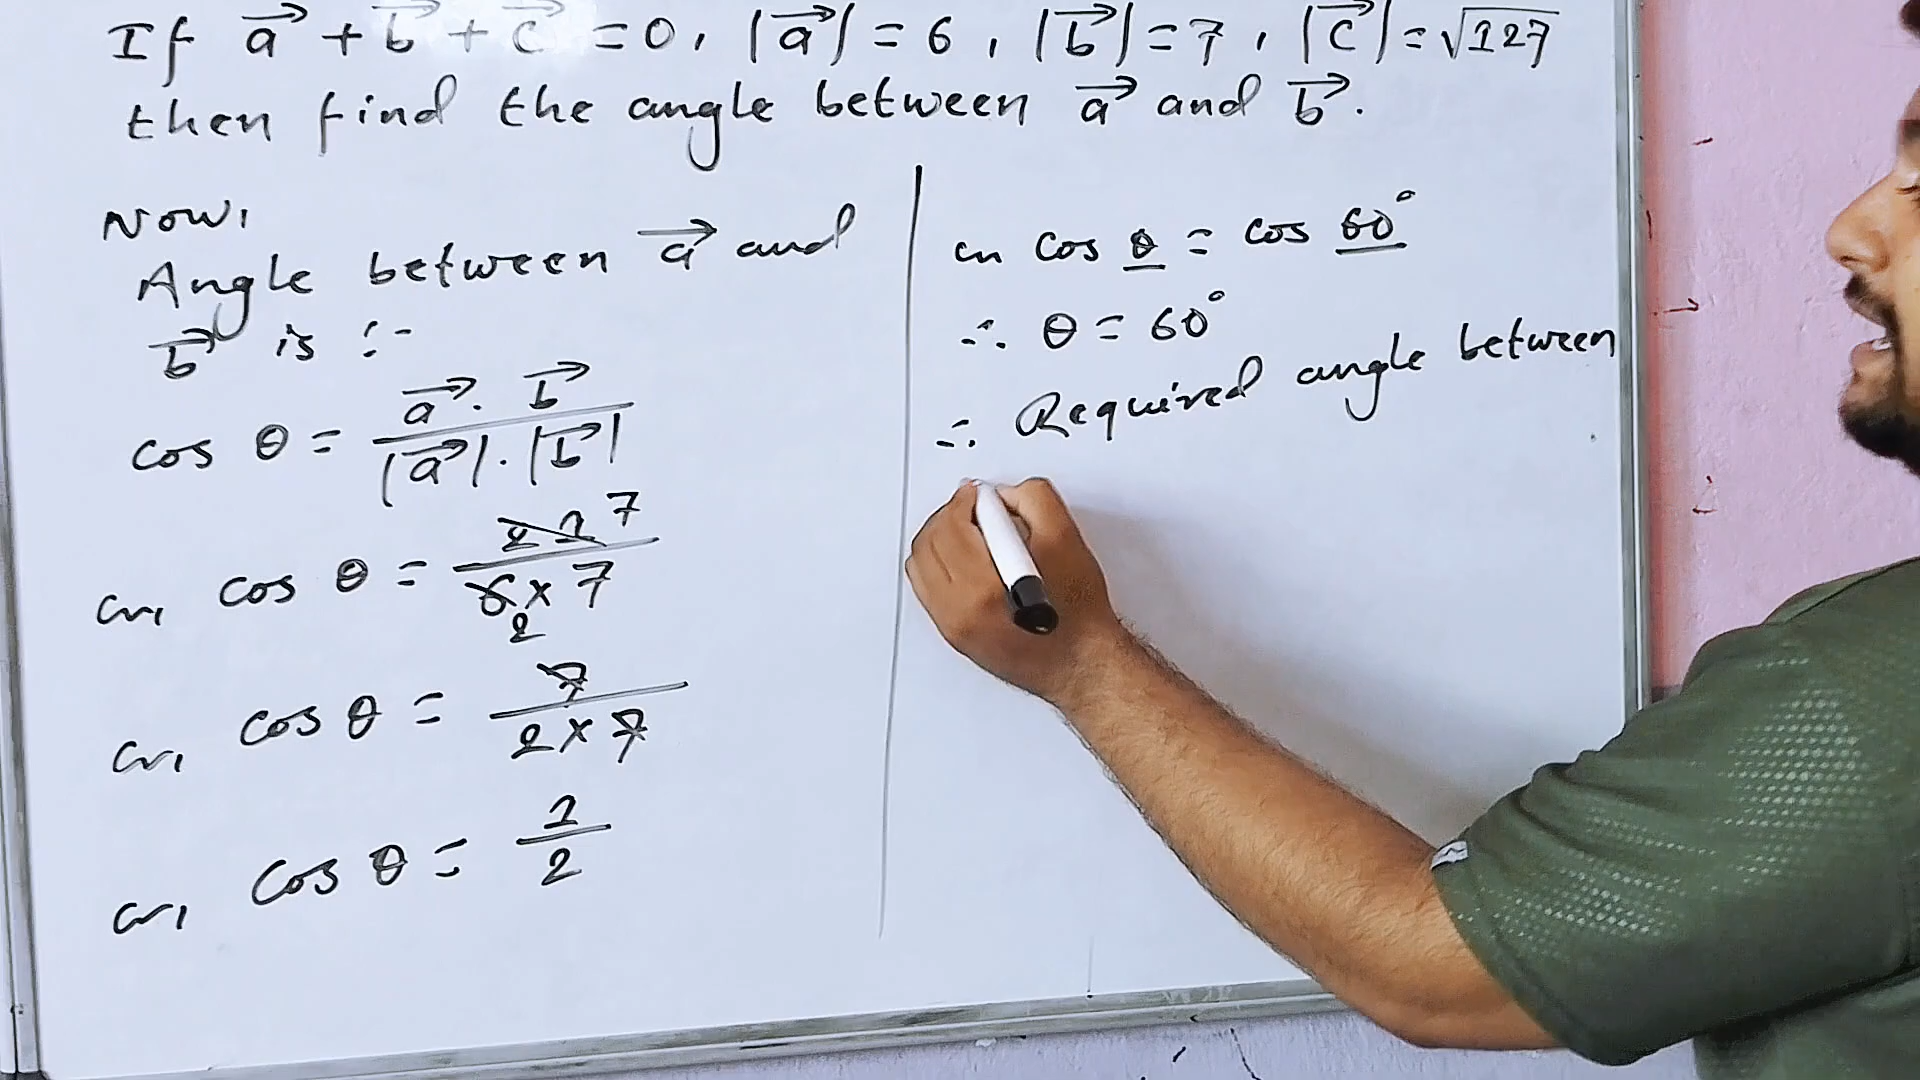 If a⃗ + b⃗ + c⃗ = 0, |a⃗| = 6, |b⃗| = 7, |c⃗| = √127
then find the angle between a⃗ and b⃗.
Now,
Angle between a⃗ and
b⃗ is :-
cos θ = a⃗ . b⃗ / |a⃗| . |b⃗|
or, cos θ = 21 7 / 6 2 × 7
or, cos θ = 7 / 2 × 7
or, cos θ = 1 / 2
or cos θ = cos 60°
∴ θ = 60°
∴ Required angle between